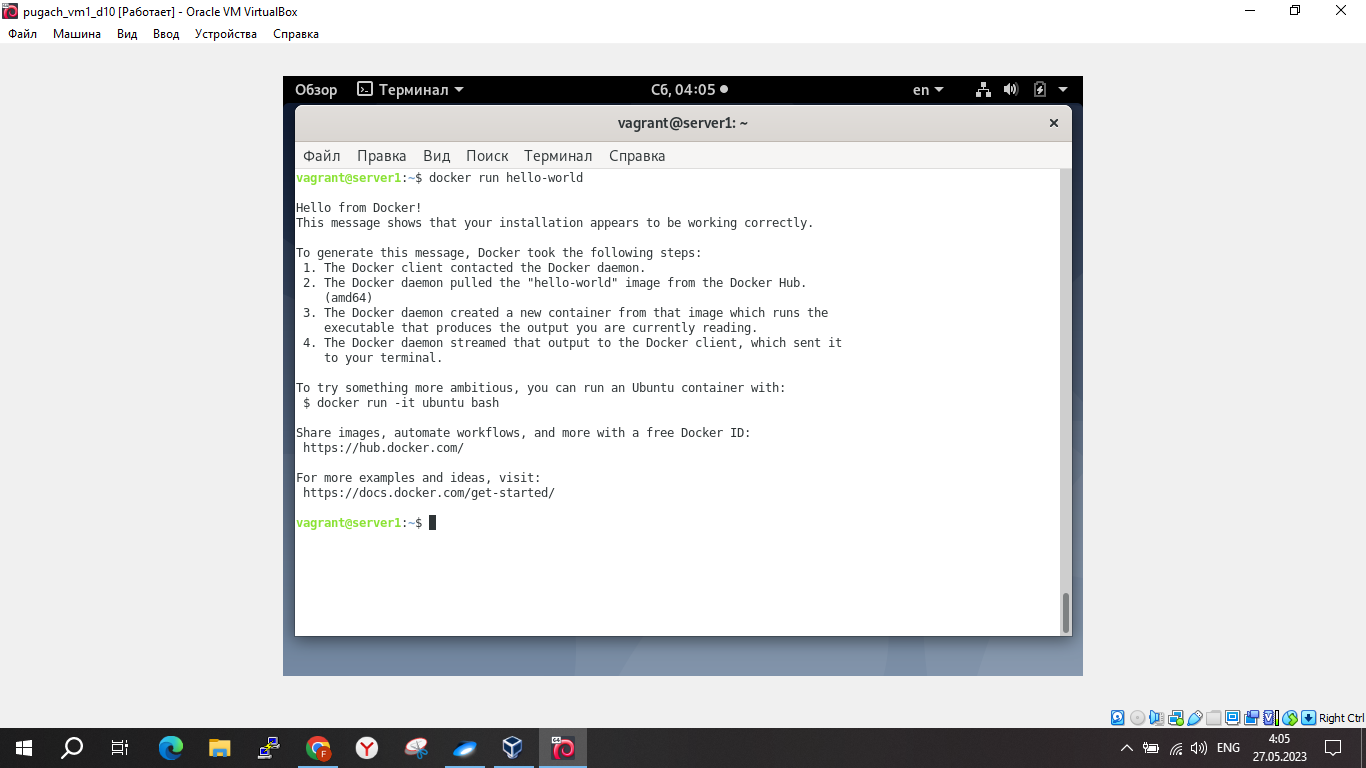 pugach_vm1_d10 [Работает] - Oracle VM VirtualBox
Файл Машина Вид Ввод Устройства Справка
Обзор Терминал Сб, 04:05 en
vagrant@server1: ~
Файл Правка Вид Поиск Терминал Справка
vagrant@server1:~$ docker run hello-world
Hello from Docker!
This message shows that your installation appears to be working correctly.
To generate this message, Docker took the following steps:
1. The Docker client contacted the Docker daemon.
2. The Docker daemon pulled the "hello-world" image from the Docker Hub.
(amd64)
3. The Docker daemon created a new container from that image which runs the
executable that produces the output you are currently reading.
4. The Docker daemon streamed that output to the Docker client, which sent it
to your terminal.
To try something more ambitious, you can run an Ubuntu container with:
$ docker run -it ubuntu bash
Share images, automate workflows, and more with a free Docker ID:
https://hub.docker.com/
For more examples and ideas, visit:
https://docs.docker.com/get-started/
vagrant@server1:~$
Right Ctrl
ENG 4:05
27.05.2023